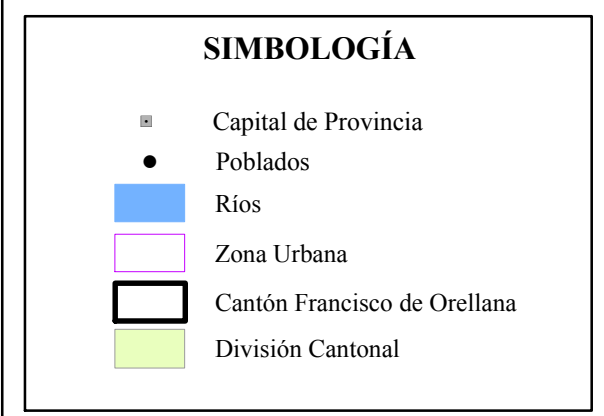 SIMBOLOGÍA
Capital de Provincia
Poblados
Ríos
Zona Urbana
Cantón Francisco de Orellana
División Cantonal